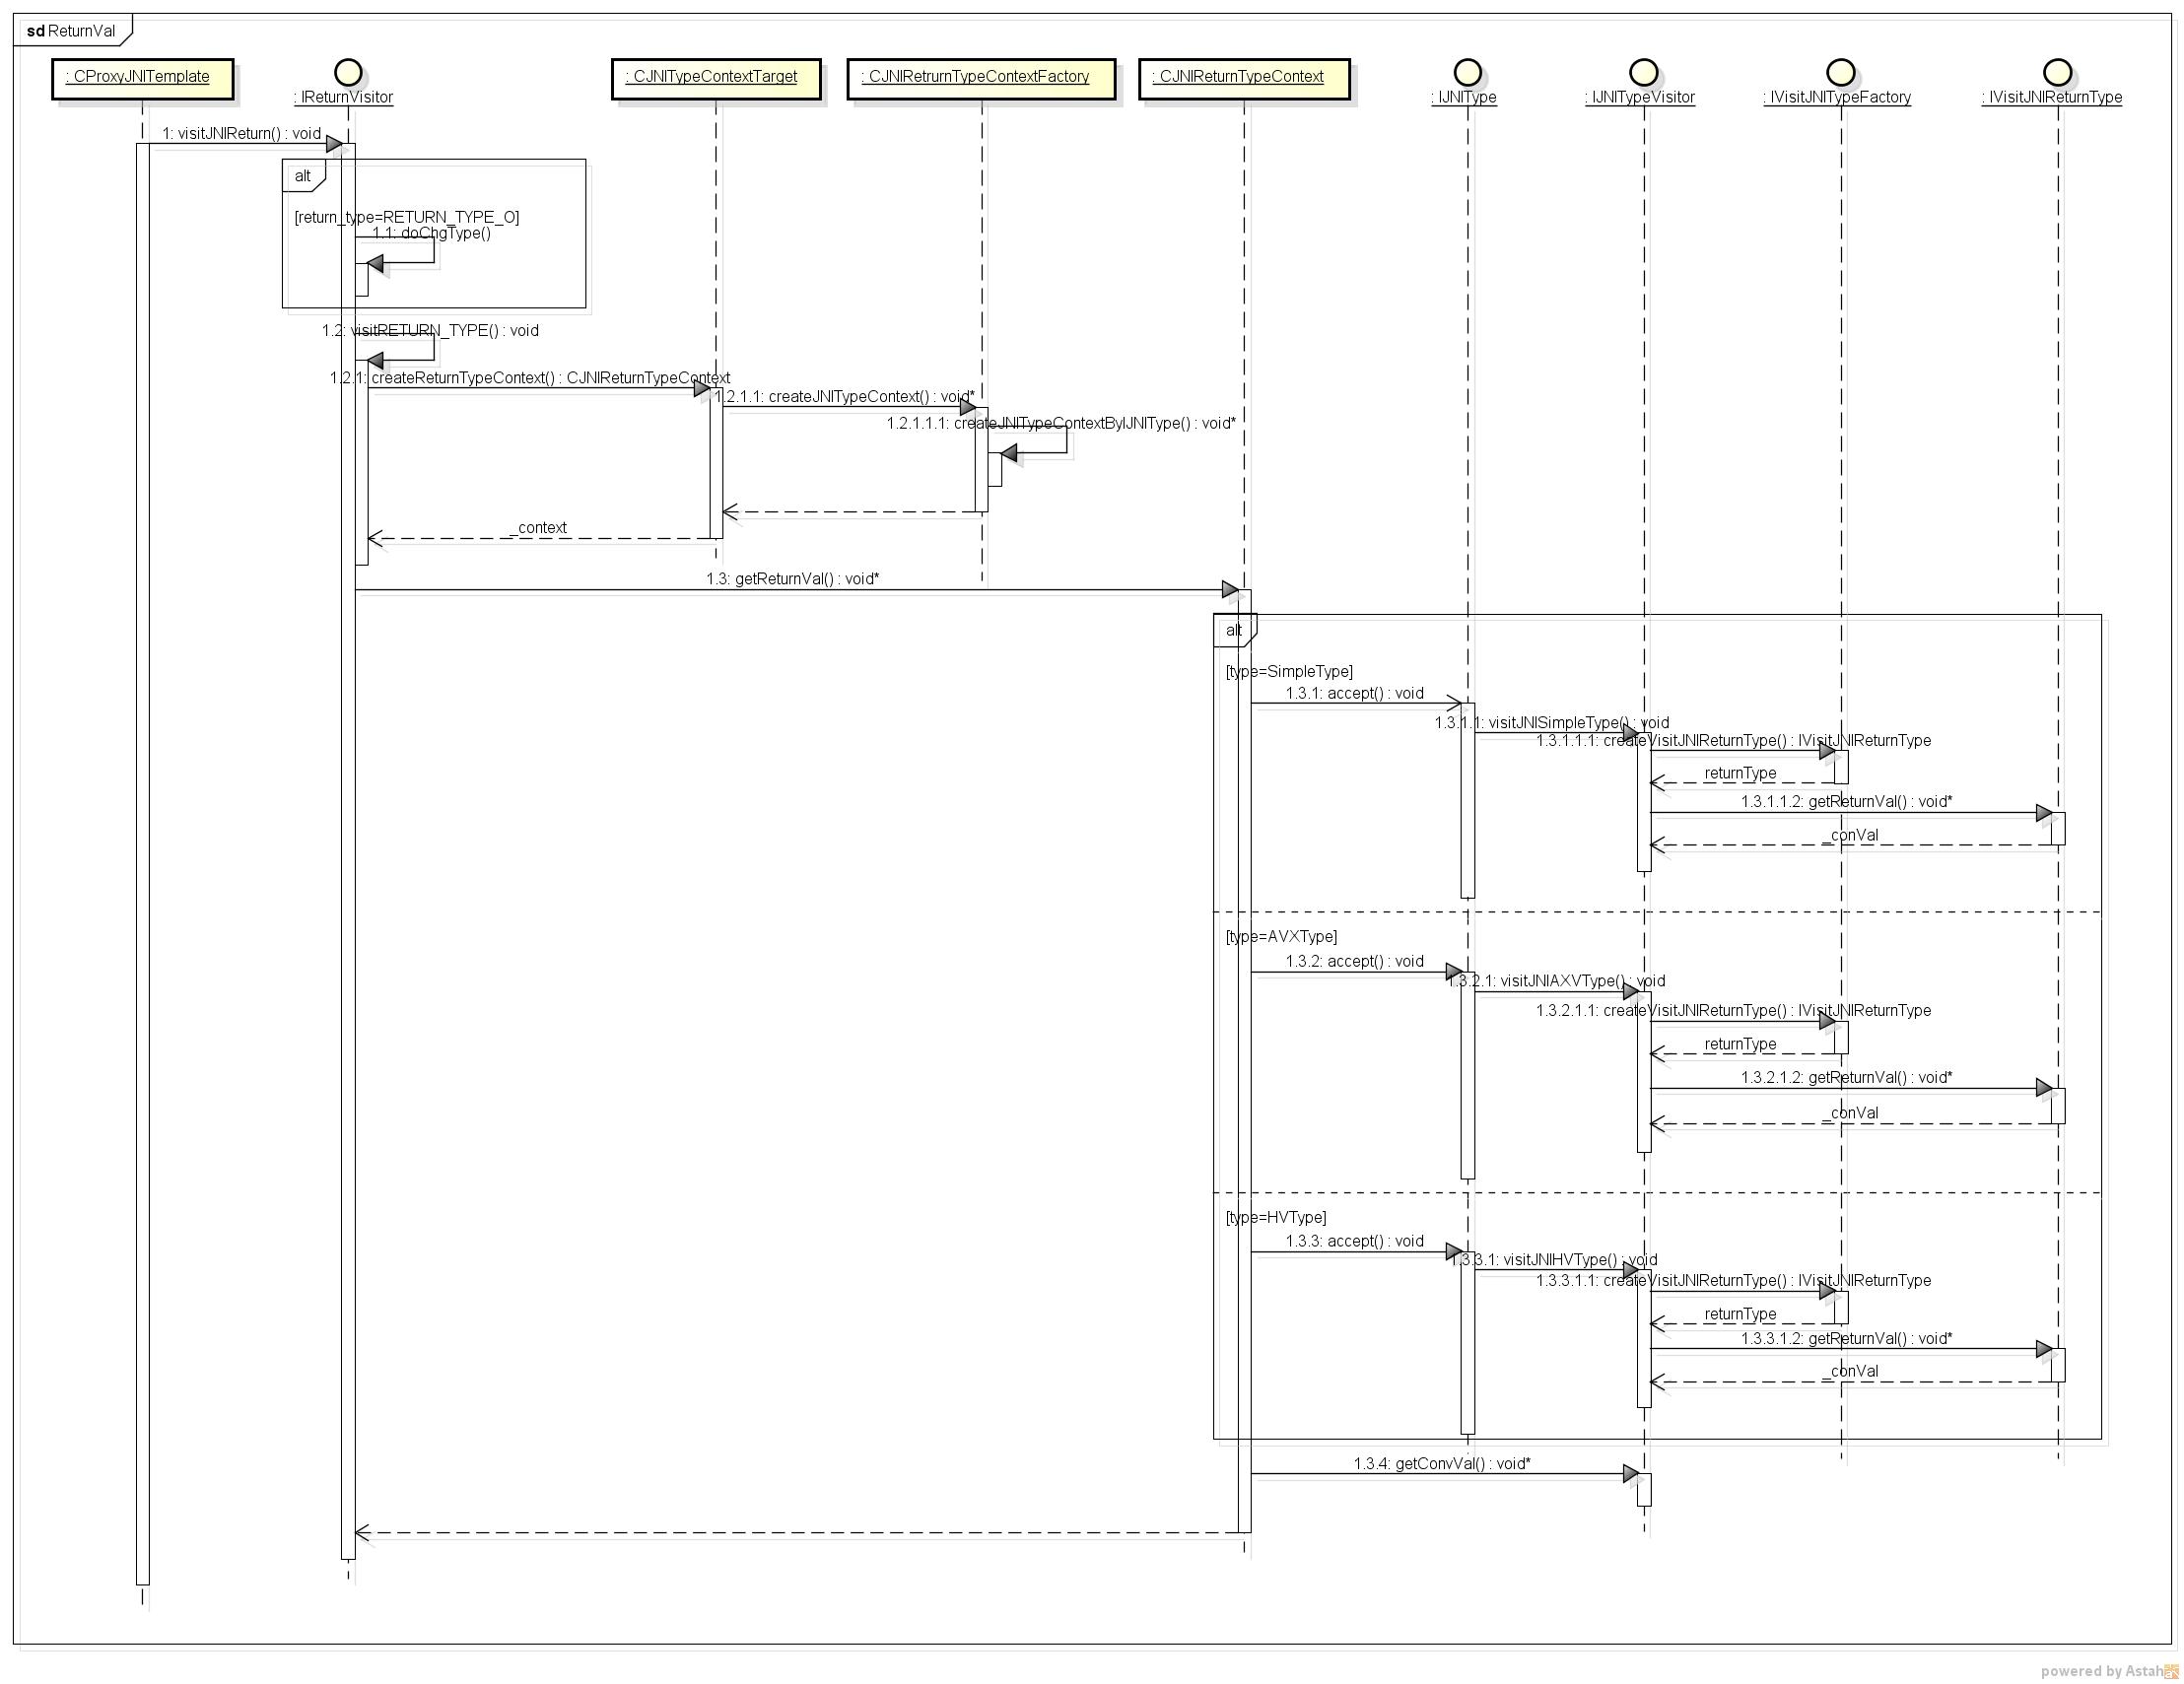 sd ReturnVal
: CProxyJNITemplate
: IReturnVisitor
: CJNITypeContextTarget
: CJNIRetrurnTypeContextFactory
: CJNIReturnTypeContext
: IJNIType
: IJNITypeVisitor
: IVisitJNITypeFactory
: IVisitJNIReturnType
1: visitJNIReturn() : void
alt
[return_type=RETURN_TYPE_O]
1.1: doChgType()
1.2: visitRETURN_TYPE() : void
1.2.1: createReturnTypeContext() : CJNIReturnTypeContext
1.2.1.1: createJNITypeContext() : void*
1.2.1.1.1: createJNITypeContextByIJNIType() : void*
_context
1.3: getReturnVal() : void*
alt
[type=SimpleType]
1.3.1: accept() : void
1.3.1.1: visitJNISimpleType() : void
1.3.1.1.1: createVisitJNIReturnType() : IVisitJNIReturnType
returnType
1.3.1.1.2: getReturnVal() : void*
_conVal
[type=AVXType]
1.3.2: accept() : void
1.3.2.1: visitJNIAXVType() : void
1.3.2.1.1: createVisitJNIReturnType() : IVisitJNIReturnType
returnType
1.3.2.1.2: getReturnVal() : void*
_conVal
[type=HVType]
1.3.3: accept() : void
1.3.3.1: visitJNIHVType() : void
1.3.3.1.1: createVisitJNIReturnType() : IVisitJNIReturnType
returnType
1.3.3.1.2: getReturnVal() : void*
_conVal
1.3.4: getConvVal() : void*
powered by Astah